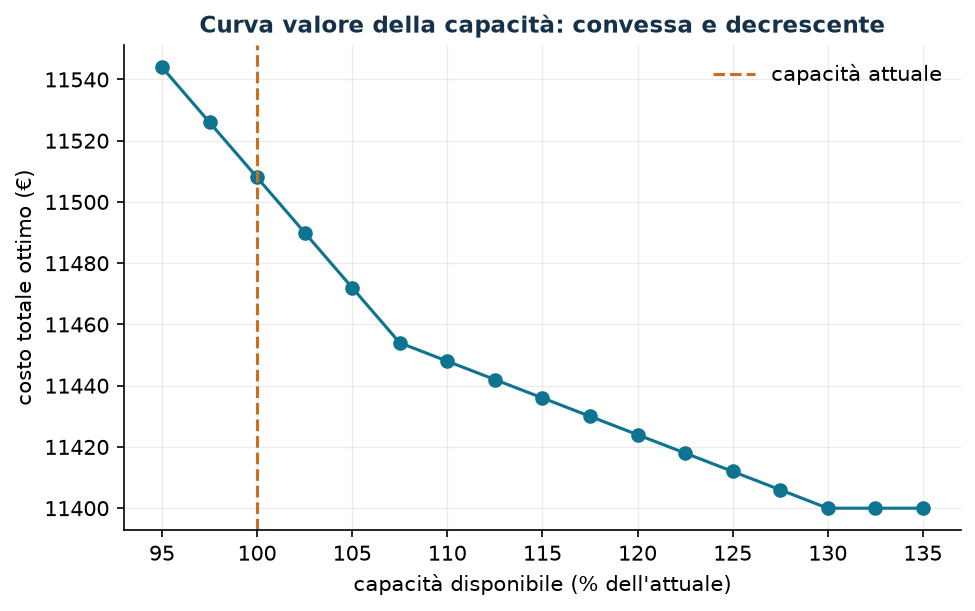 Curva valore della capacità: convessa e decrescente
capacità attuale
costo totale ottimo (€)
11540
11520
11500
11480
11460
11440
11420
11400
95 100 105 110 115 120 125 130 135
capacità disponibile (% dell'attuale)